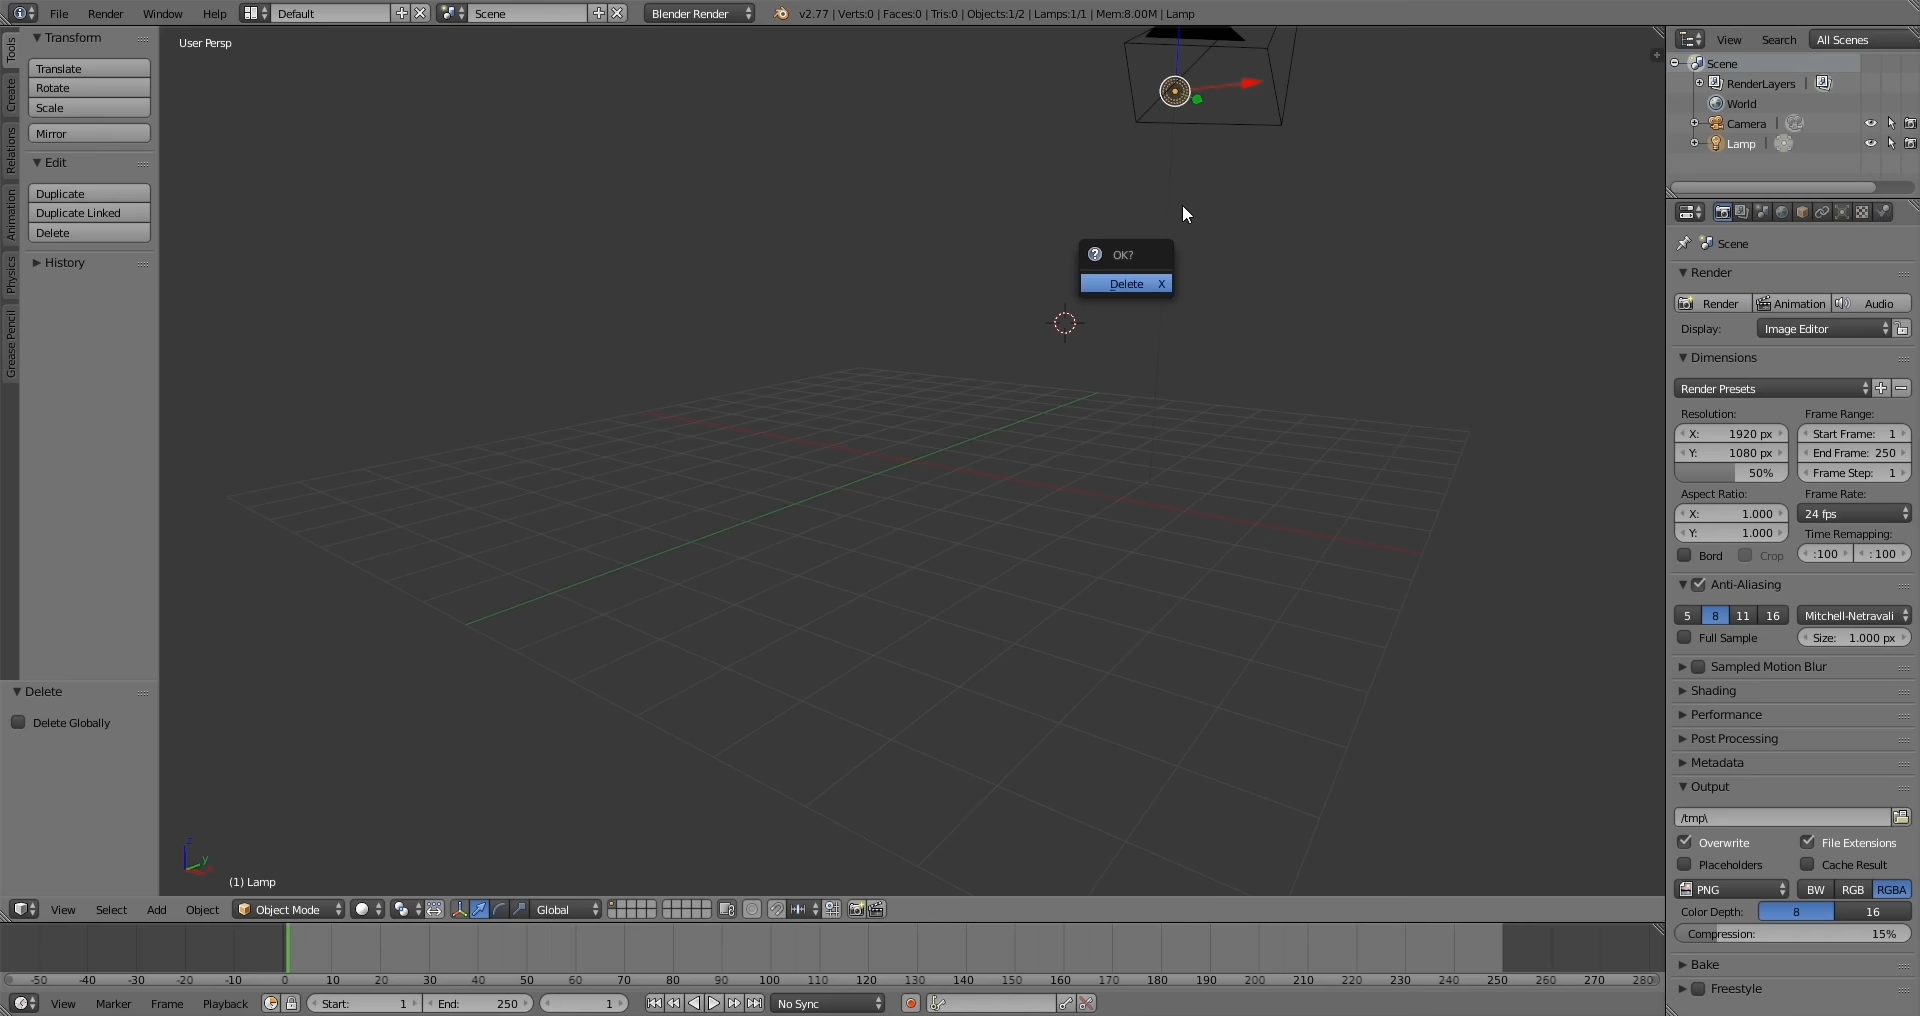 File Render Window Help Default Scene Blender Render v2.77 | Verts:0 | Faces:0 | Tris:0 | Objects:1/2 | Lamps:1/1 | Mem:8.00M | Lamp
Tools
Create
Relations
Animation
Physics
Grease Pencil
Transform
Translate
Rotate
Scale
Mirror
Edit
Duplicate
Duplicate Linked
Delete
History
Delete
Delete Globally
User Persp
OK?
Delete X
z
y
(1) Lamp
View Select Add Object Object Mode Global
-50 -40 -30 -20 -10 0 10 20 30 40 50 60 70 80 90 100 110 120 130 140 150 160 170 180 190 200 210 220 230 240 250 260 270 280
View Marker Frame Playback Start: 1 End: 250 1 No Sync
View Search All Scenes
Scene
RenderLayers |
World
Camera |
Lamp |
Scene
Render
Render Animation Audio
Display: Image Editor
Dimensions
Render Presets
Resolution: Frame Range:
X: 1920 px Start Frame: 1
Y: 1080 px End Frame: 250
50% Frame Step: 1
Aspect Ratio: Frame Rate:
X: 1.000 24 fps
Y: 1.000 Time Remapping:
Bord Crop :100 : 100
Anti-Aliasing
5 8 11 16 Mitchell-Netravali
Full Sample Size: 1.000 px
Sampled Motion Blur
Shading
Performance
Post Processing
Metadata
Output
/tmp\
Overwrite File Extensions
Placeholders Cache Result
PNG BW RGB RGBA
Color Depth: 8 16
Compression: 15%
Bake
Freestyle